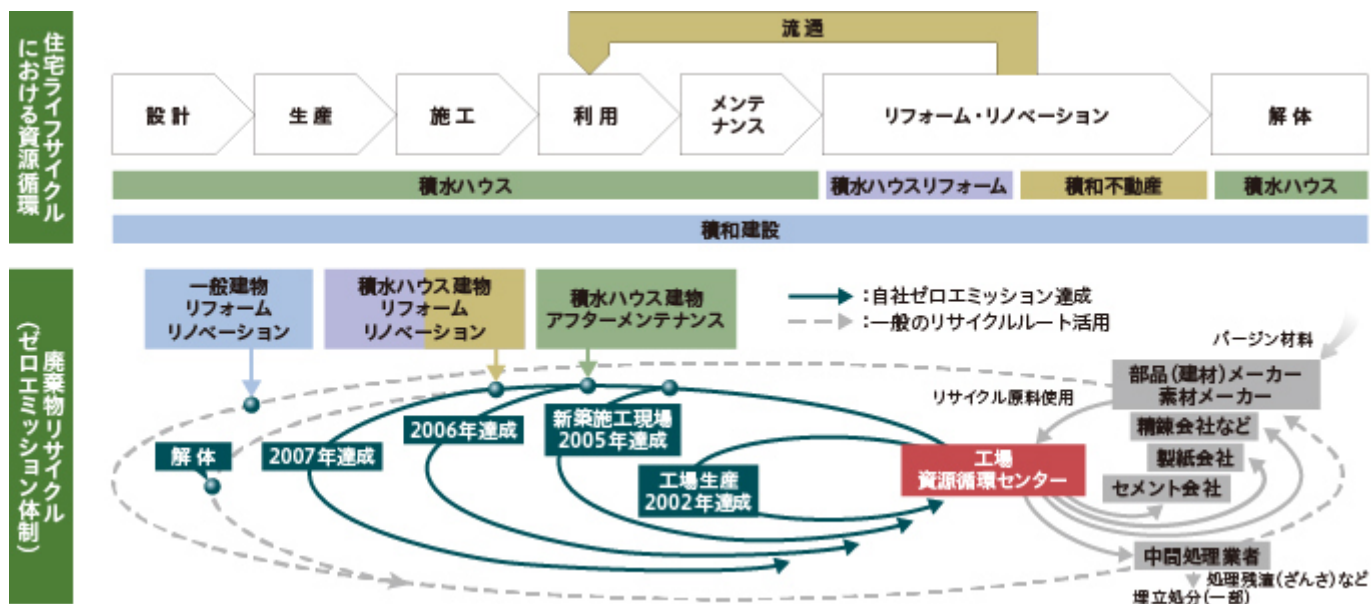 住宅ライフサイクル
における資源循環
流通
設計
生産
施工
利用
メンテ
ナンス
リフォーム・リノベーション
解体
積水ハウス
積水ハウスリフォーム
積和不動産
積水ハウス
積和建設
廃棄物リサイクル
(ゼロエミッション体制)
一般建物
リフォーム
リノベーション
積水ハウス建物
リフォーム
リノベーション
積水ハウス建物
アフターメンテナンス
:自社ゼロエミッション達成
:一般のリサイクルルート活用
バージン材料
部品(建材)メーカー
素材メーカー
リサイクル原料使用
精錬会社など
製紙会社
セメント会社
解体
2007年達成
2006年達成
新築施工現場
2005年達成
工場生産
2002年達成
工場
資源循環センター
中間処理業者
処理残渣(ざんさ)など
埋立処分(一部)